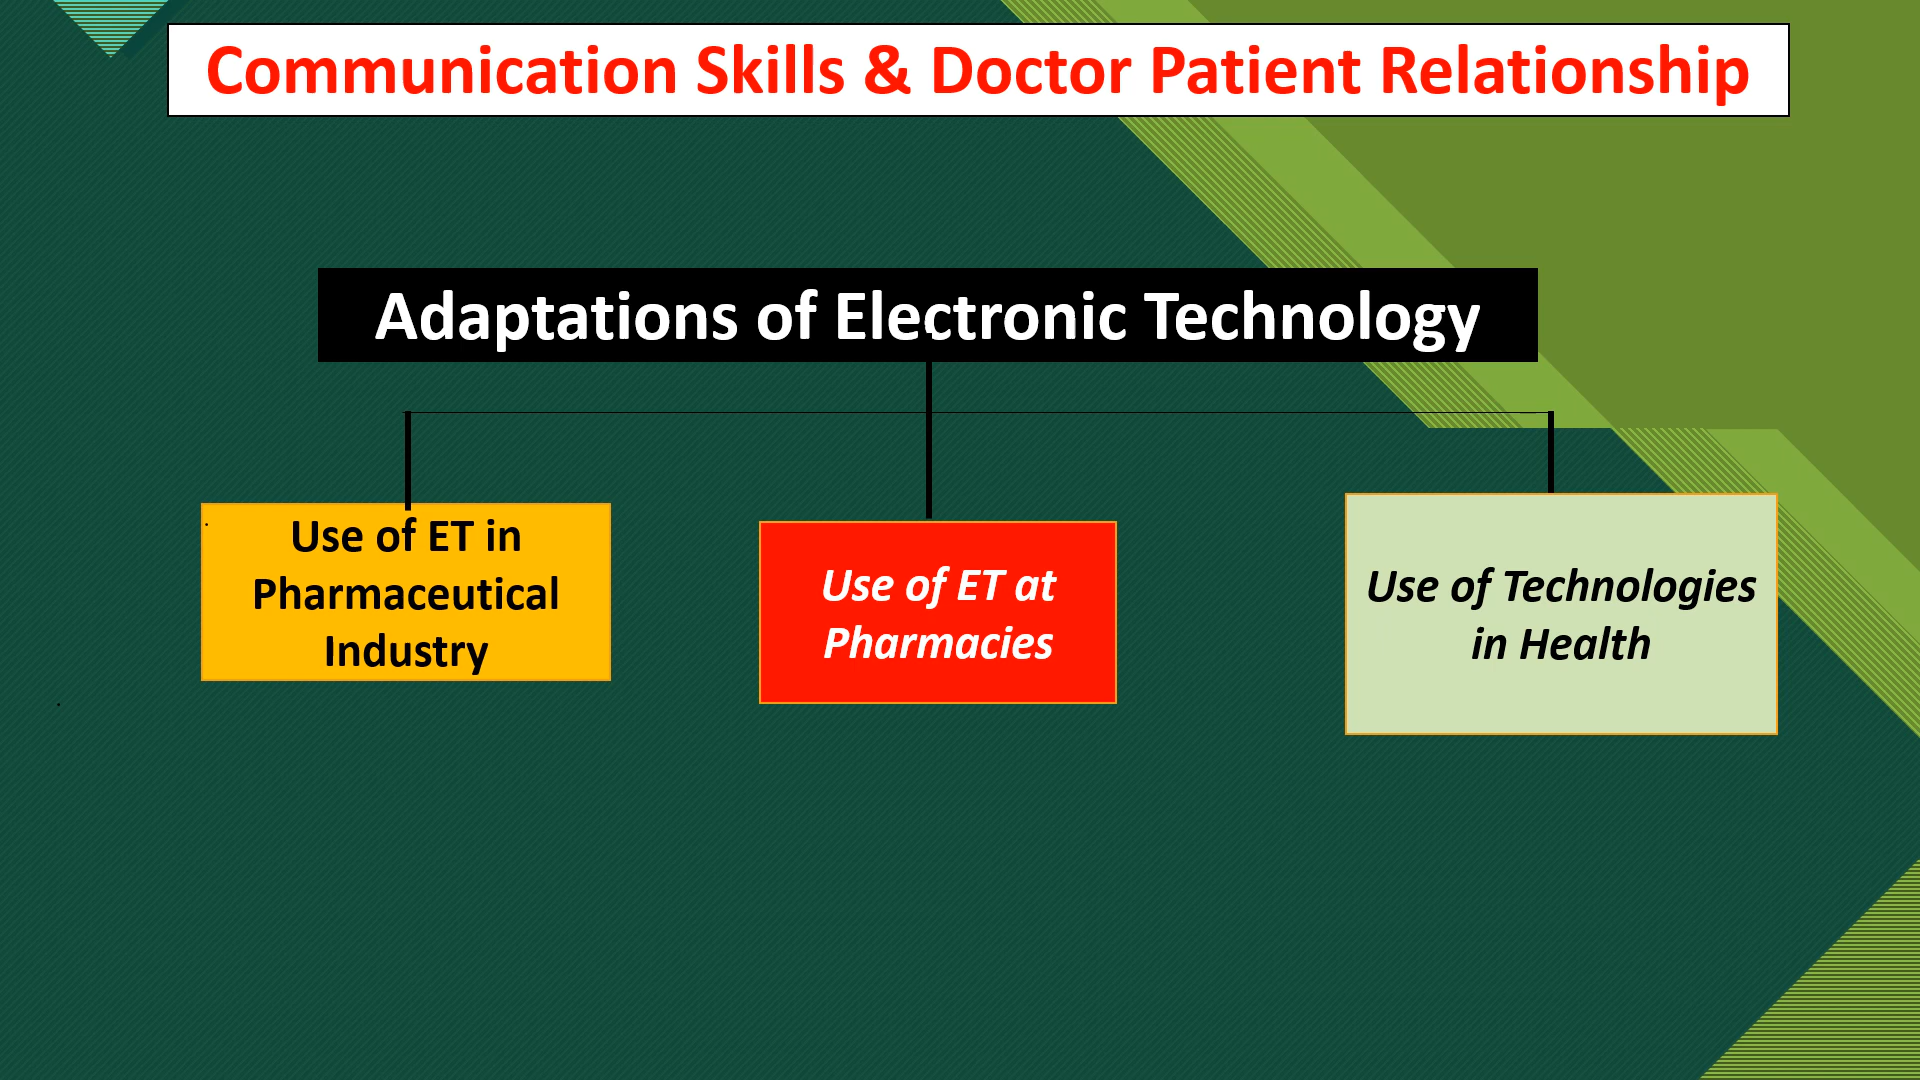 Communication Skills & Doctor Patient Relationship
Adaptations of Electronic Technology
Use of ET in
Pharmaceutical
Industry
Use of ET at
Pharmacies
Use of Technologies
in Health